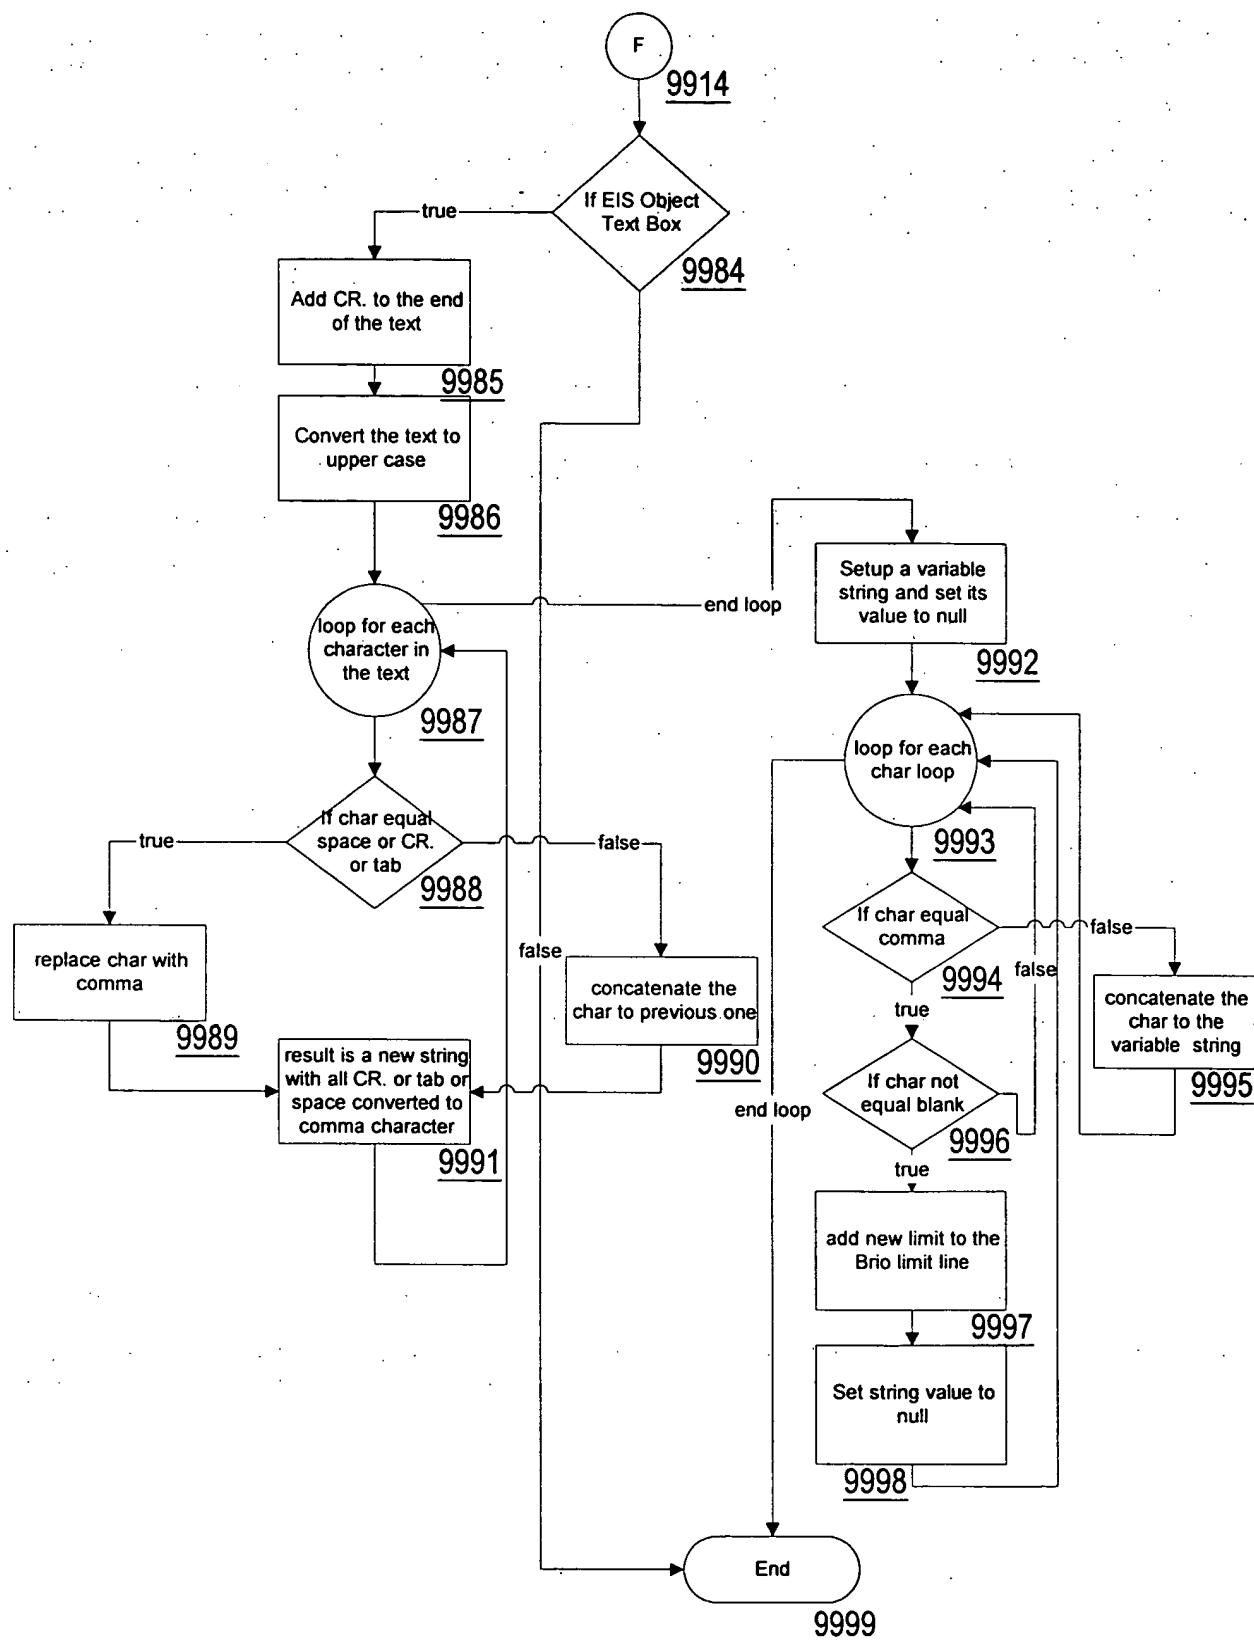 F
9914
If EIS Object
Text Box
9984
true
Add CR. to the end
of the text
9985
Convert the text to
upper case
9986
loop for each
character in
the text
9987
end loop
If char equal
space or CR.
or tab
9988
true
false
replace char with
comma
9989
concatenate the
char to previous one
9990
result is a new string
with all CR. or tab or
space converted to
comma character
9991
false
Setup a variable
string and set its
value to null
9992
loop for each
char loop
9993
If char equal
comma
9994
false
true
concatenate the
char to the
variable string
9995
If char not
equal blank
9996
false
end loop
true
add new limit to the
Brio limit line
9997
Set string value to
null
9998
End
9999